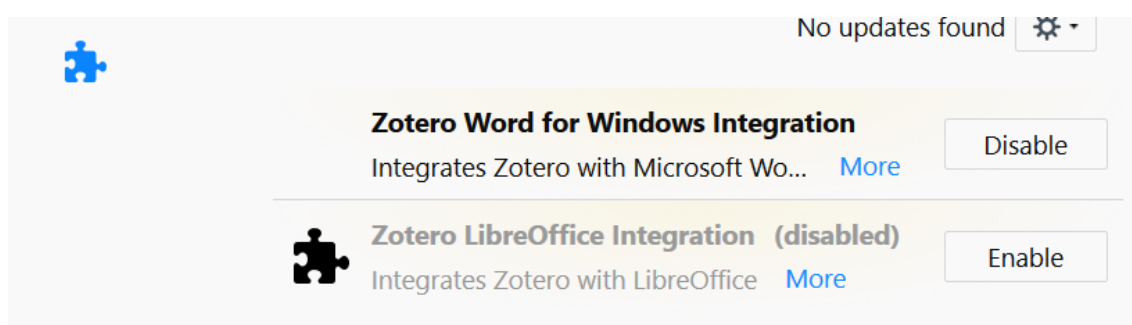 No updates found
Zotero Word for Windows Integration
Disable
Integrates Zotero with Microsoft Wo... More
Zotero LibreOffice Integration (disabled)
Enable
Integrates Zotero with LibreOffice More